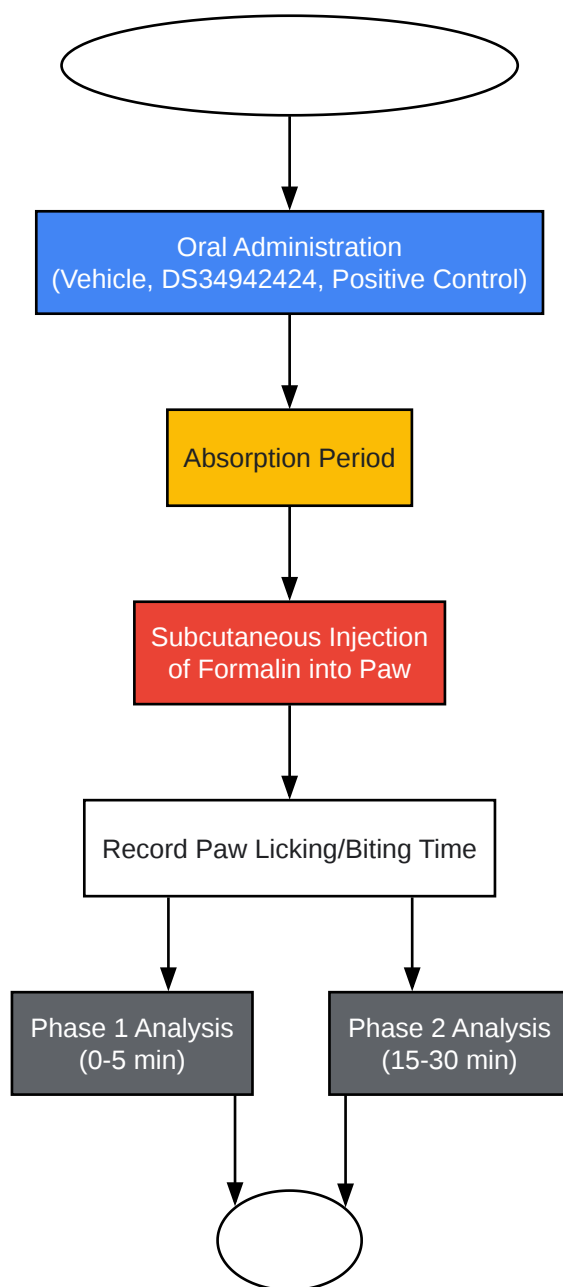 Oral Administration
(Vehicle, DS34942424, Positive Control)
Absorption Period
Subcutaneous Injection
of Formalin into Paw
Record Paw Licking/Biting Time
Phase 1 Analysis
(0-5 min)
Phase 2 Analysis
(15-30 min)